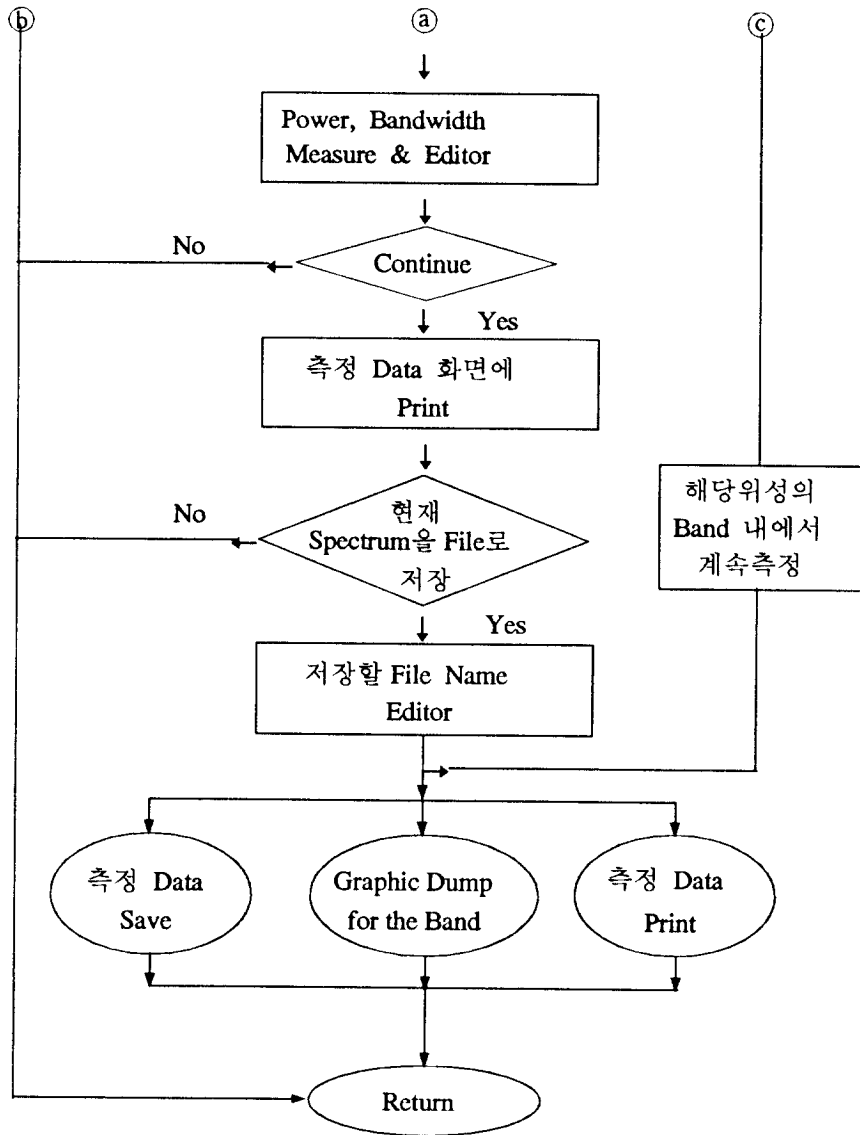 ⓑ
ⓐ
ⓒ
Power, Bandwidth
Measure & Editor
No
Continue
Yes
측정 Data 화면에
Print
No
현재
Spectrum을 File로
저장
해당위성의
Band 내에서
계속측정
Yes
저장할 File Name
Editor
측정 Data
Save
Graphic Dump
for the Band
측정 Data
Print
Return